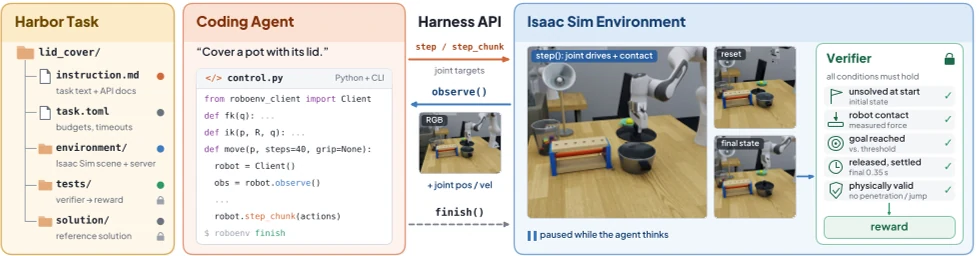 Harbor Task
lid_cover/
instruction.md
task text + API docs
task.toml
budgets, timeouts
environment/
Isaac Sim scene + server
tests/
verifier → reward
solution/
reference solution
Coding Agent
“Cover a pot with its lid.”
</> control.py Python + CLI
from roboenv_client import Client
def fk(q): ...
def ik(p, R, q): ...
def move(p, steps=40, grip=None):
robot = Client()
obs = robot.observe()
...
robot.step_chunk(actions)
$ roboenv finish
Harness API
step / step_chunk
joint targets
observe()
RGB
+ joint pos / vel
finish()
Isaac Sim Environment
step(): joint drives + contact
reset
final state
paused while the agent thinks
Verifier
all conditions must hold
unsolved at start ✓
initial state
robot contact ✓
measured force
goal reached ✓
vs. threshold
released, settled ✓
final 0.35 s
physically valid ✓
no penetration / jump
reward